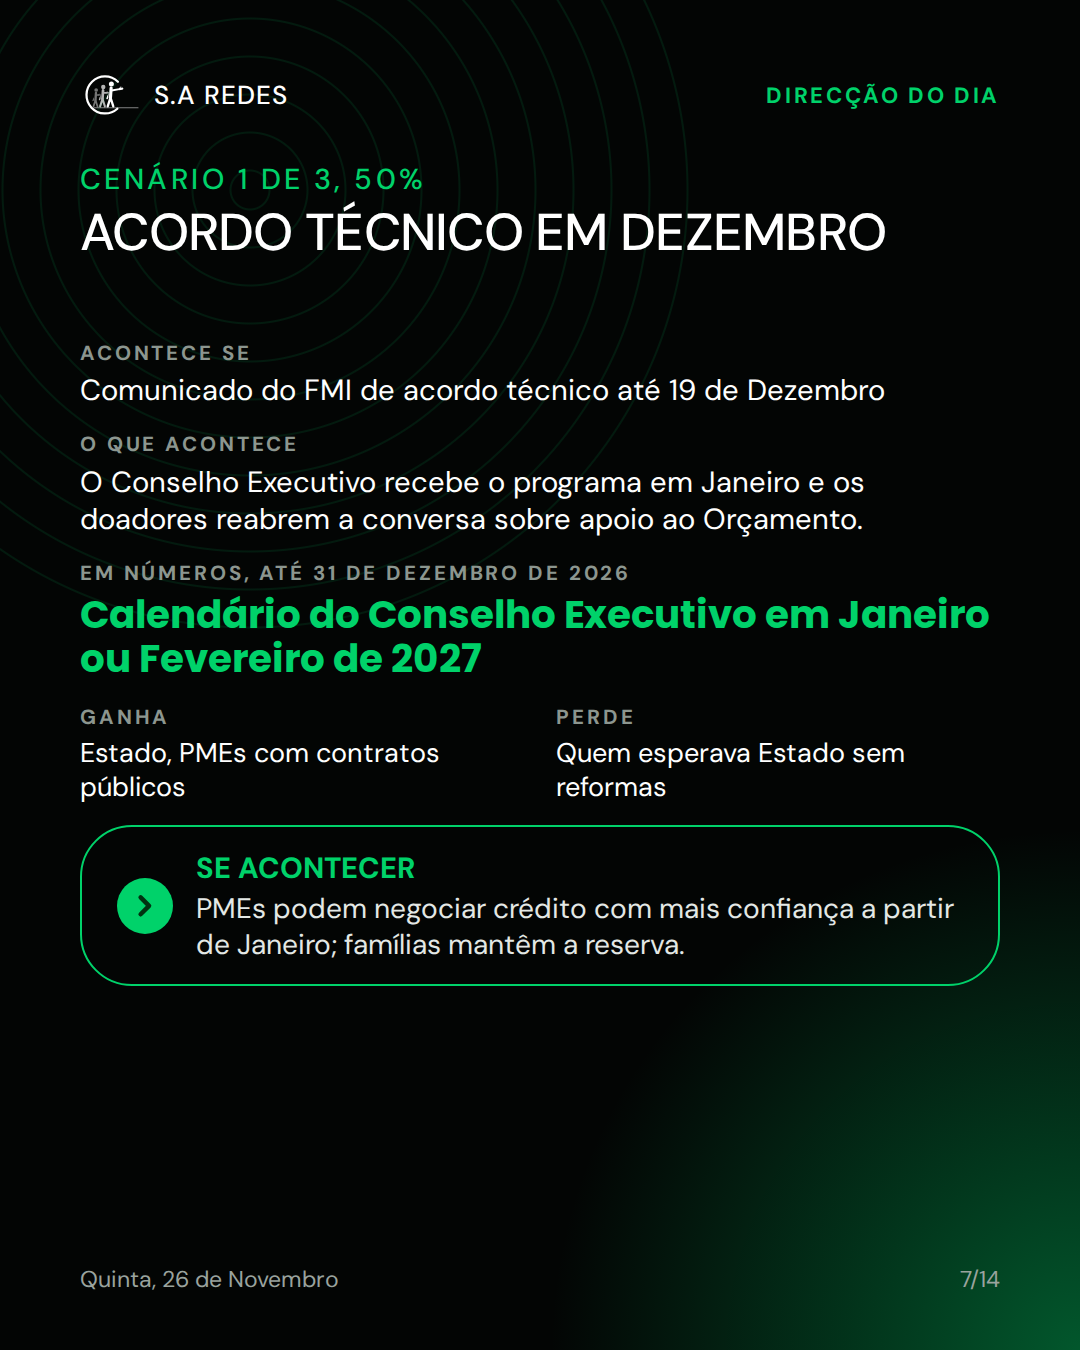 S.A REDES
DIRECÇÃO DO DIA
CENÁRIO 1 DE 3, 50%
ACORDO TÉCNICO EM DEZEMBRO
ACONTECE SE
Comunicado do FMI de acordo técnico até 19 de Dezembro
O QUE ACONTECE
O Conselho Executivo recebe o programa em Janeiro e os
doadores reabrem a conversa sobre apoio ao Orçamento.
EM NÚMEROS, ATÉ 31 DE DEZEMBRO DE 2026
Calendário do Conselho Executivo em Janeiro
ou Fevereiro de 2027
GANHA
Estado, PMEs com contratos
públicos
PERDE
Quem esperava Estado sem
reformas
SE ACONTECER
PMEs podem negociar crédito com mais confiança a partir
de Janeiro; famílias mantêm a reserva.
Quinta, 26 de Novembro
7/14